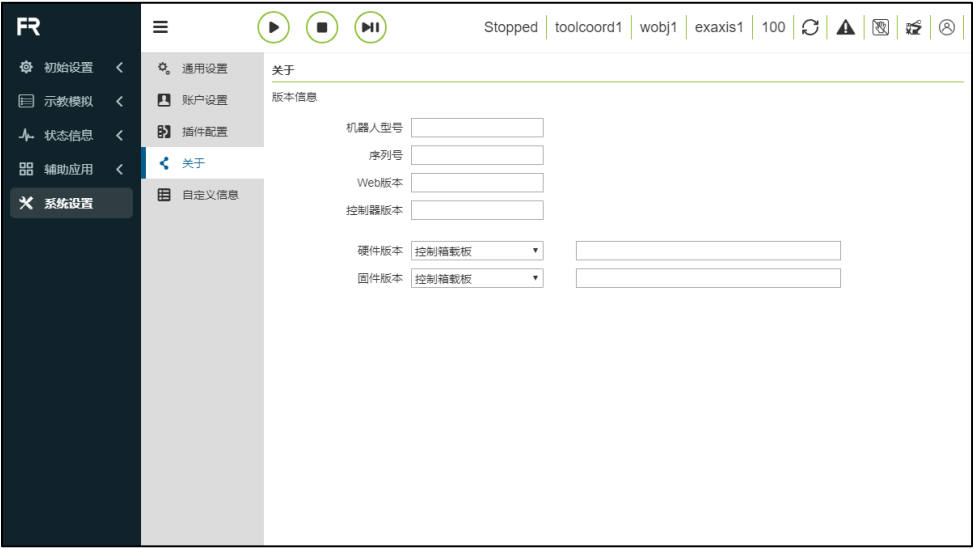 FR
Stopped toolcoord1 wobj1 exaxis1 100
初始设置
示教模拟
状态信息
辅助应用
系统设置
通用设置
账户设置
插件配置
关于
自定义信息
关于
版本信息
机器人型号
序列号
Web版本
控制器版本
硬件版本 控制箱载板
固件版本 控制箱载板